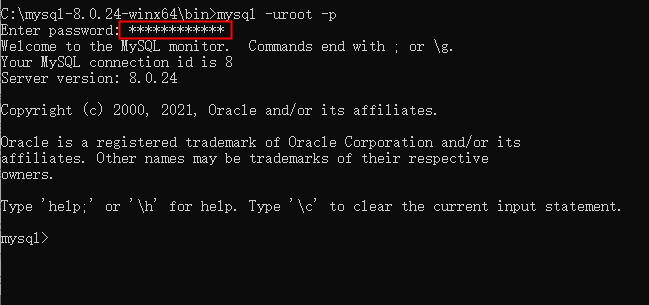 C:\mysql-8.0.24-winx64\bin>mysql -uroot -p
Enter password: ************
Welcome to the MySQL monitor.  Commands end with ; or \g.
Your MySQL connection id is 8
Server version: 8.0.24
Copyright (c) 2000, 2021, Oracle and/or its affiliates.
Oracle is a registered trademark of Oracle Corporation and/or its
affiliates. Other names may be trademarks of their respective
owners.
Type 'help;' or '\h' for help. Type '\c' to clear the current input statement.
mysql>